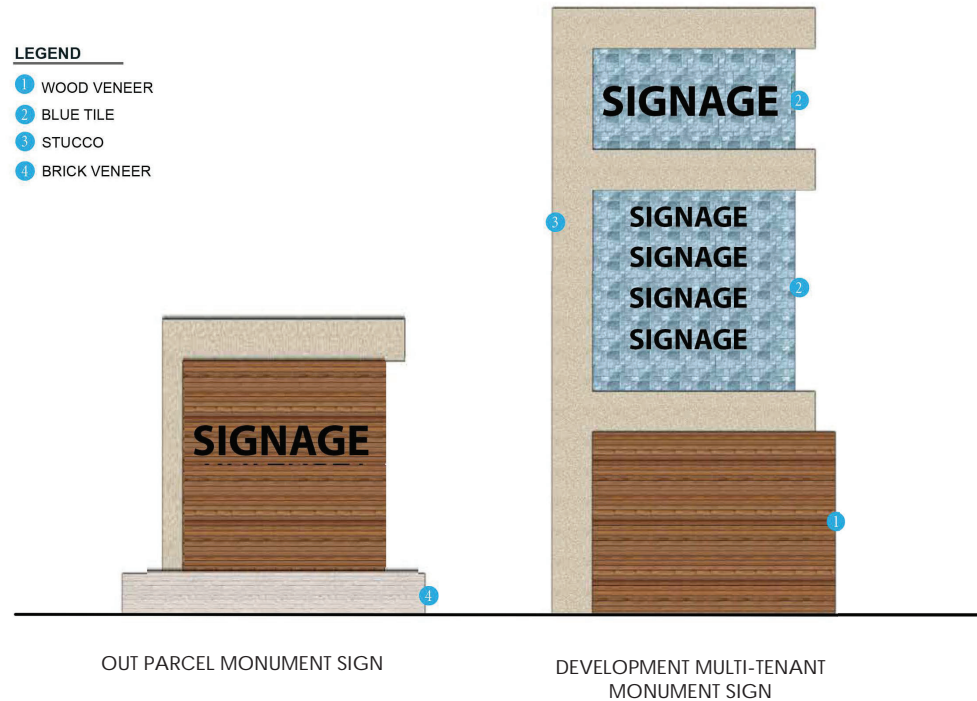 LEGEND
1 WOOD VENEER
2 BLUE TILE
3 STUCCO
4 BRICK VENEER
SIGNAGE
2
3
SIGNAGE
SIGNAGE
SIGNAGE
SIGNAGE
2
SIGNAGE
1
4
OUT PARCEL MONUMENT SIGN
DEVELOPMENT MULTI-TENANT
MONUMENT SIGN